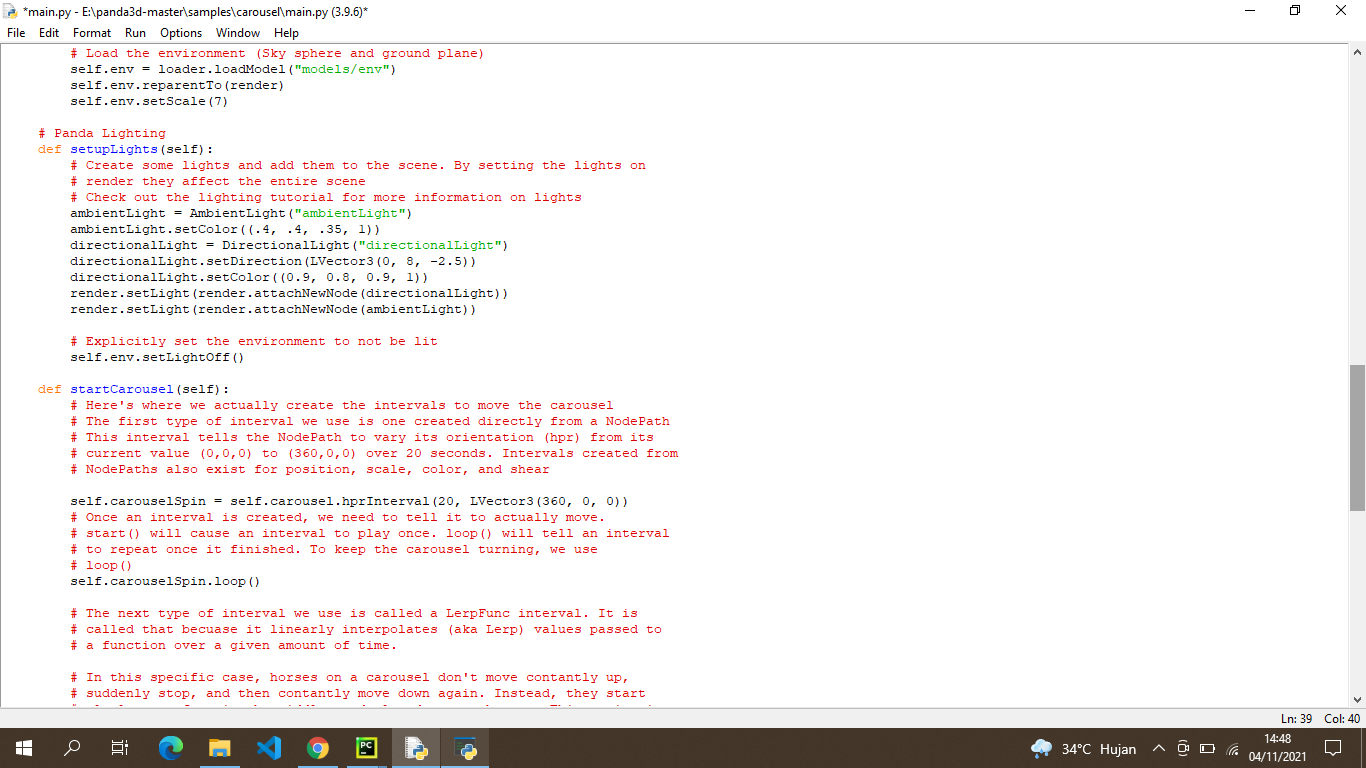 *main.py - E:\panda3d-master\samples\carousel\main.py (3.9.6)*
File Edit Format Run Options Window Help
# Load the environment (Sky sphere and ground plane)
self.env = loader.loadModel("models/env")
self.env.reparentTo(render)
self.env.setScale(7)
# Panda Lighting
def setupLights(self):
# Create some lights and add them to the scene. By setting the lights on
# render they affect the entire scene
# Check out the lighting tutorial for more information on lights
ambientLight = AmbientLight("ambientLight")
ambientLight.setColor((.4, .4, .35, 1))
directionalLight = DirectionalLight("directionalLight")
directionalLight.setDirection(LVector3(0, 8, -2.5))
directionalLight.setColor((0.9, 0.8, 0.9, 1))
render.setLight(render.attachNewNode(directionalLight))
render.setLight(render.attachNewNode(ambientLight))
# Explicitly set the environment to not be lit
self.env.setLightOff()
def startCarousel(self):
# Here's where we actually create the intervals to move the carousel
# The first type of interval we use is one created directly from a NodePath
# This interval tells the NodePath to vary its orientation (hpr) from its
# current value (0,0,0) to (360,0,0) over 20 seconds. Intervals created from
# NodePaths also exist for position, scale, color, and shear
self.carouselSpin = self.carousel.hprInterval(20, LVector3(360, 0, 0))
# Once an interval is created, we need to tell it to actually move.
# start() will cause an interval to play once. loop() will tell an interval
# to repeat once it finished. To keep the carousel turning, we use
# loop()
self.carouselSpin.loop()
# The next type of interval we use is called a LerpFunc interval. It is
# called that becuase it linearly interpolates (aka Lerp) values passed to
# a function over a given amount of time.
# In this specific case, horses on a carousel don't move contantly up,
# suddenly stop, and then contantly move down again. Instead, they start
Ln: 39 Col: 40
PC
34°C Hujan
14:48
04/11/2021